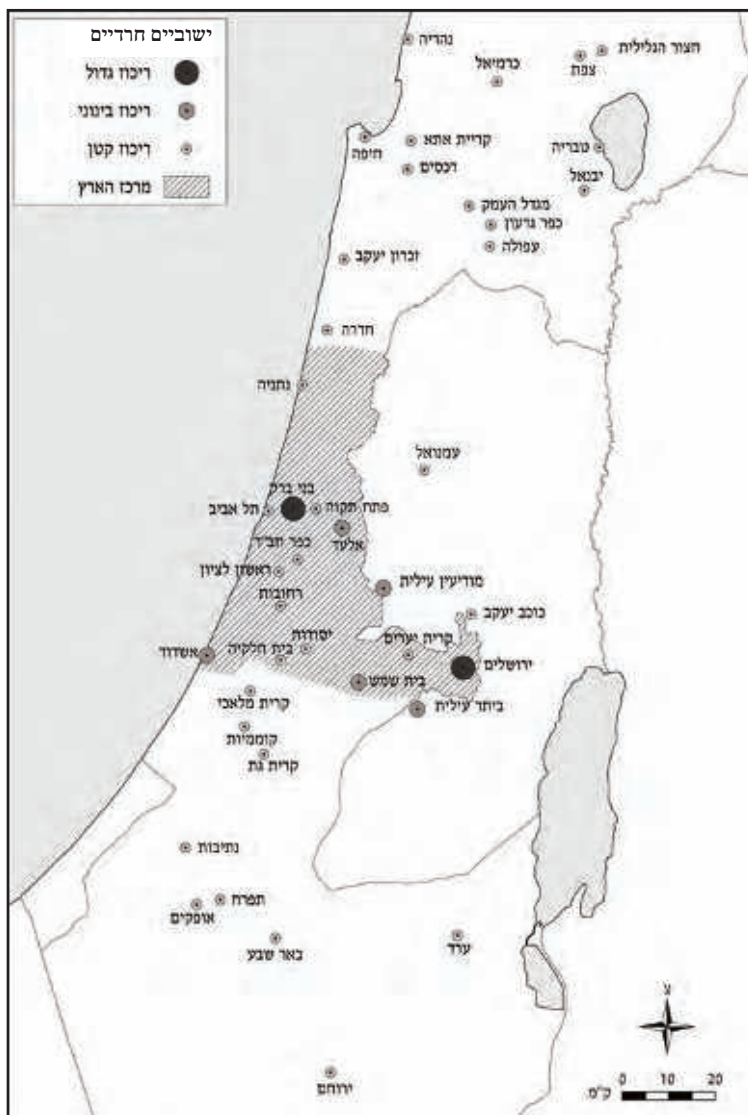 ישוביים חרדיים
ריכוז גדול
ריכוז בינוני
ריכוז קטן
מרכז הארץ
נהריה
חצור הגלילית
צפת
כרמיאל
קריית אתא
חיפה
רכסים
טבריה
יבנאל
מגדל העמק
כפר גדעון
עפולה
זכרון יעקב
חדרה
נתניה
עמנואל
בני ברק
פתח תקוה
תל אביב
אלעד
כפר חב"ד
ראשון לציון
מודיעין עילית
רחובות
כוכב יעקב
יסודות
קרית יערים
אשדוד
בית חלקיה
ירושלים
בית שמש
קרית מלאכי
ביתר עילית
קוממיות
קרית גת
נתיבות
תפרח
אופקים
באר שבע
ערד
ירוחם
צ
0 10 20
ק"מ